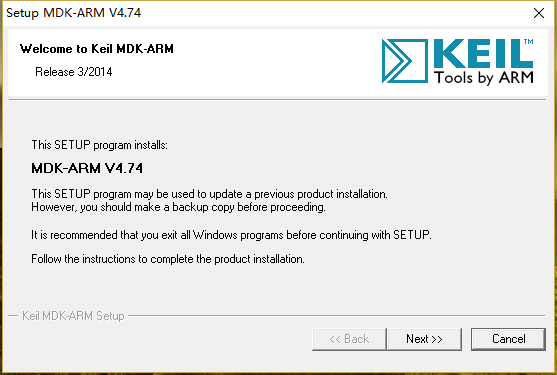 Setup MDK-ARM V4.74
Welcome to Keil MDK-ARM
Release 3/2014
KEIL™
Tools by ARM
This SETUP program installs:
MDK-ARM V4.74
This SETUP program may be used to update a previous product installation.
However, you should make a backup copy before proceeding.
It is recommended that you exit all Windows programs before continuing with SETUP.
Follow the instructions to complete the product installation.
Keil MDK-ARM Setup
<< Back
Next >>
Cancel